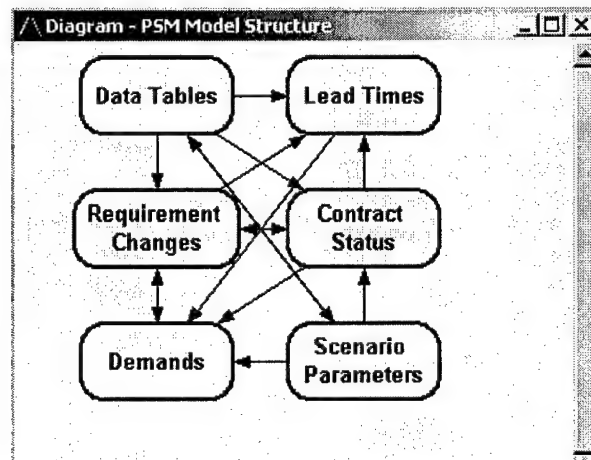 Diagram - PSM Model Structure
Data Tables
Lead Times
Requirement
Changes
Contract
Status
Demands
Scenario
Parameters